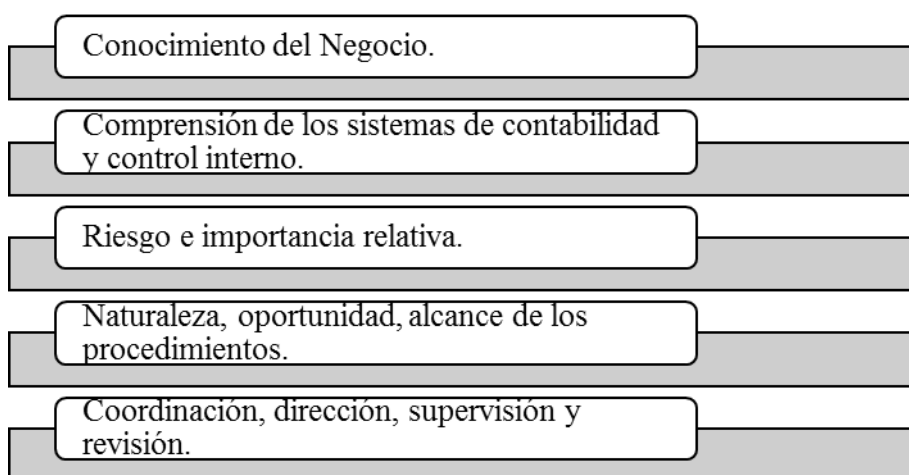 Conocimiento del Negocio.
Comprensión de los sistemas de contabilidad
y control interno.
Riesgo e importancia relativa.
Naturaleza, oportunidad, alcance de los
procedimientos.
Coordinación, dirección, supervisión y
revisión.